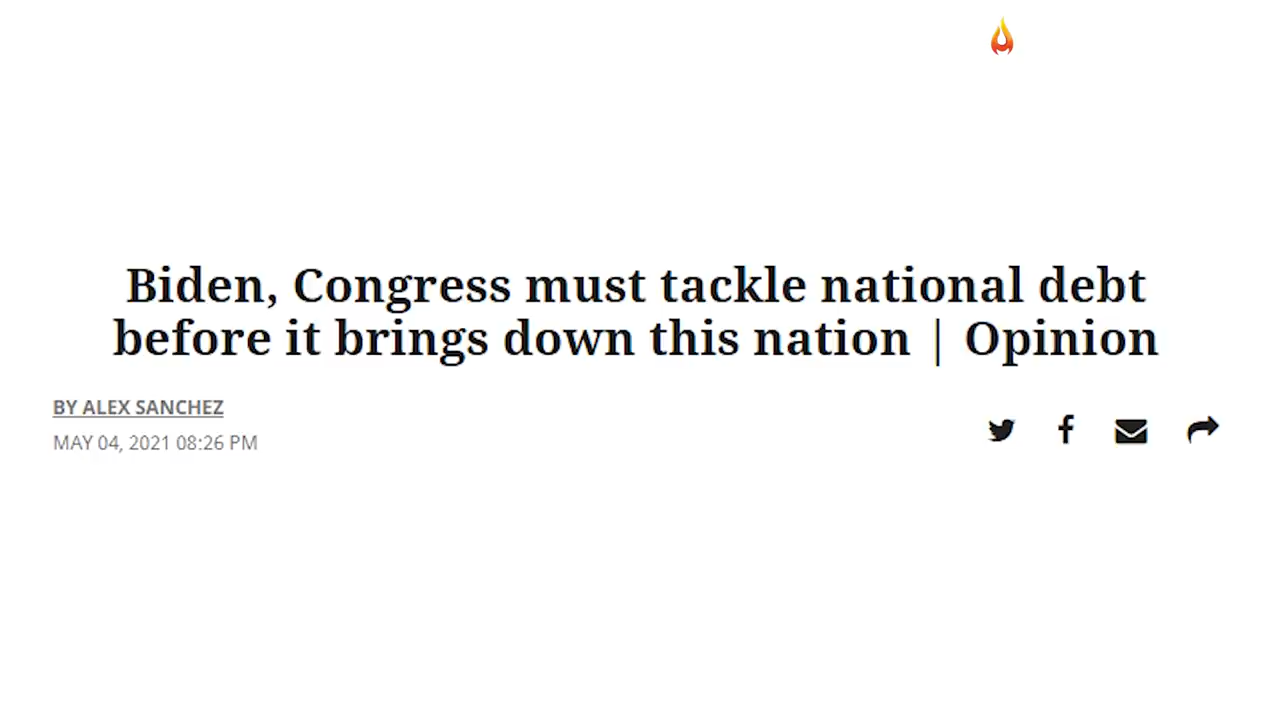 Biden, Congress must tackle national debt
before it brings down this nation | Opinion
BY ALEX SANCHEZ
MAY 04, 2021 08:26 PM